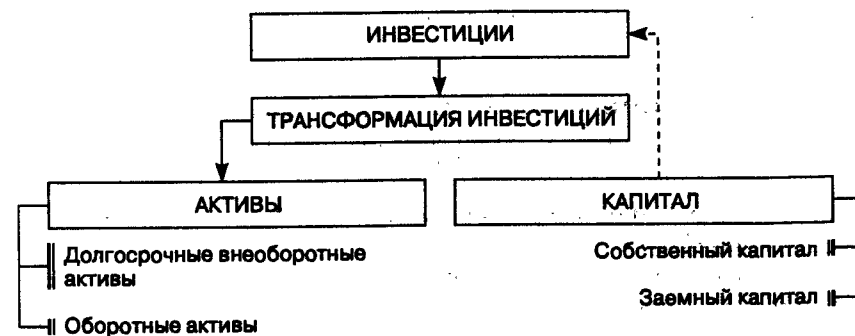 ИНВЕСТИЦИИ
ТРАНСФОРМАЦИЯ ИНВЕСТИЦИЙ
АКТИВЫ
Долгосрочные внеоборотные
активы
Оборотные активы
КАПИТАЛ
Собственный капитал
Заемный капитал